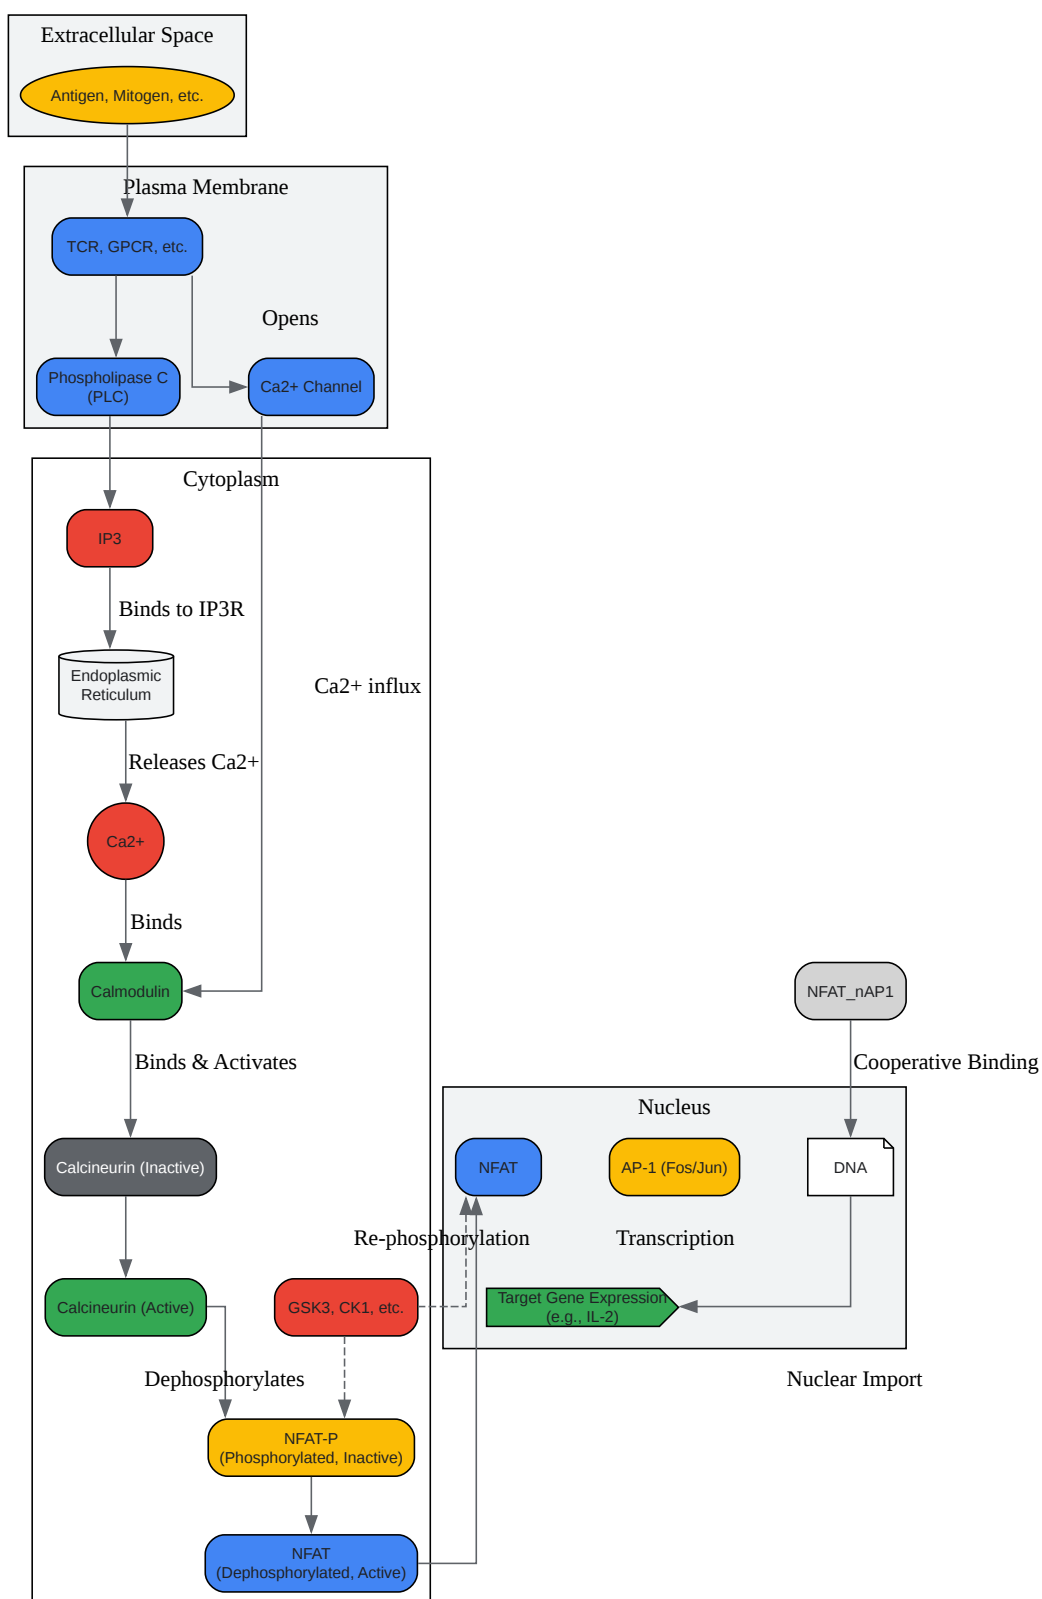 Extracellular Space
Antigen, Mitogen, etc.
Plasma Membrane
TCR, GPCR, etc.
Opens
Phospholipase C
(PLC)
Ca2+ Channel
Cytoplasm
IP3
Binds to IP3R
Endoplasmic
Reticulum
Ca2+ influx
Releases Ca2+
Ca2+
Binds
Calmodulin
NFAT_nAP1
Binds & Activates
Cooperative Binding
Nucleus
Calcineurin (Inactive)
NFAT
AP-1 (Fos/Jun)
DNA
Re-phosphorylation
Transcription
Calcineurin (Active)
GSK3, CK1, etc.
Target Gene Expression
(e.g., IL-2)
Dephosphorylates
Nuclear Import
NFAT-P
(Phosphorylated, Inactive)
NFAT
(Dephosphorylated, Active)